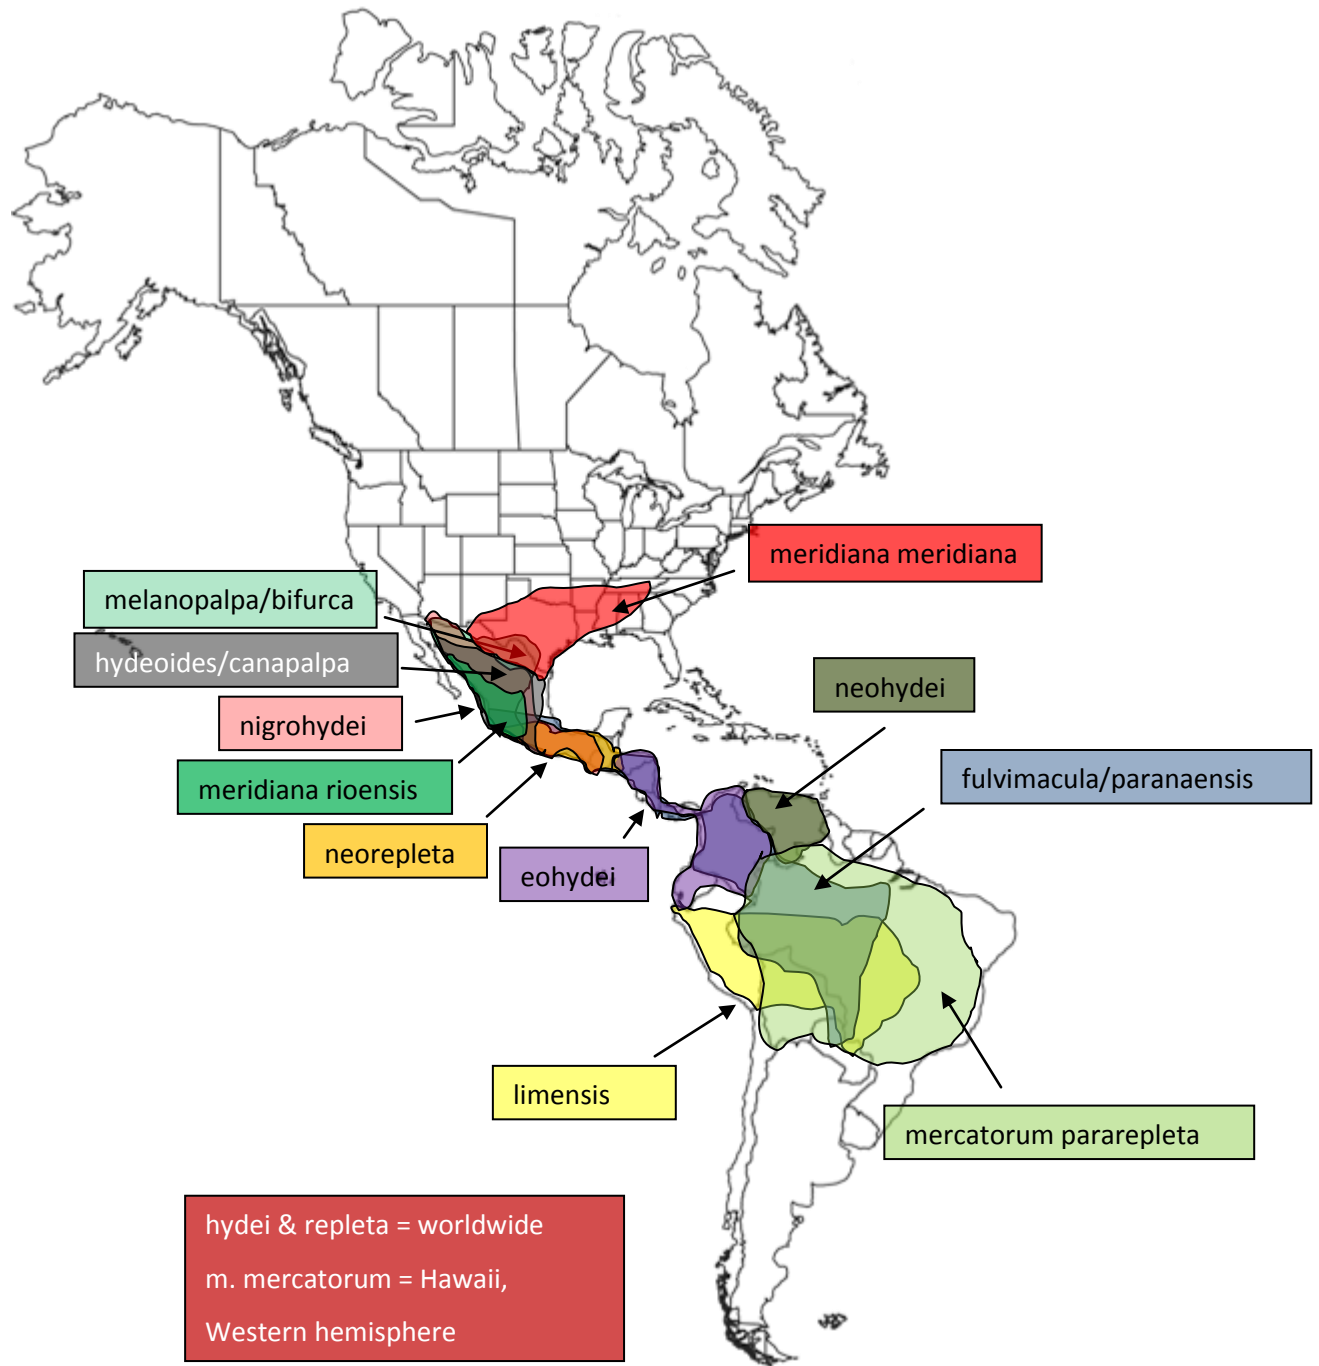 meridiana meridiana
melanopalpa/bifurca
hydeoides/canapalpa
neohydei
nigrohydei
fulvimacula/paranaensis
meridiana rioensis
neorepleta
eohydei
limensis
mercatorum pararepleta
hydei & repleta = worldwide
m. mercatorum = Hawaii,
Western hemisphere